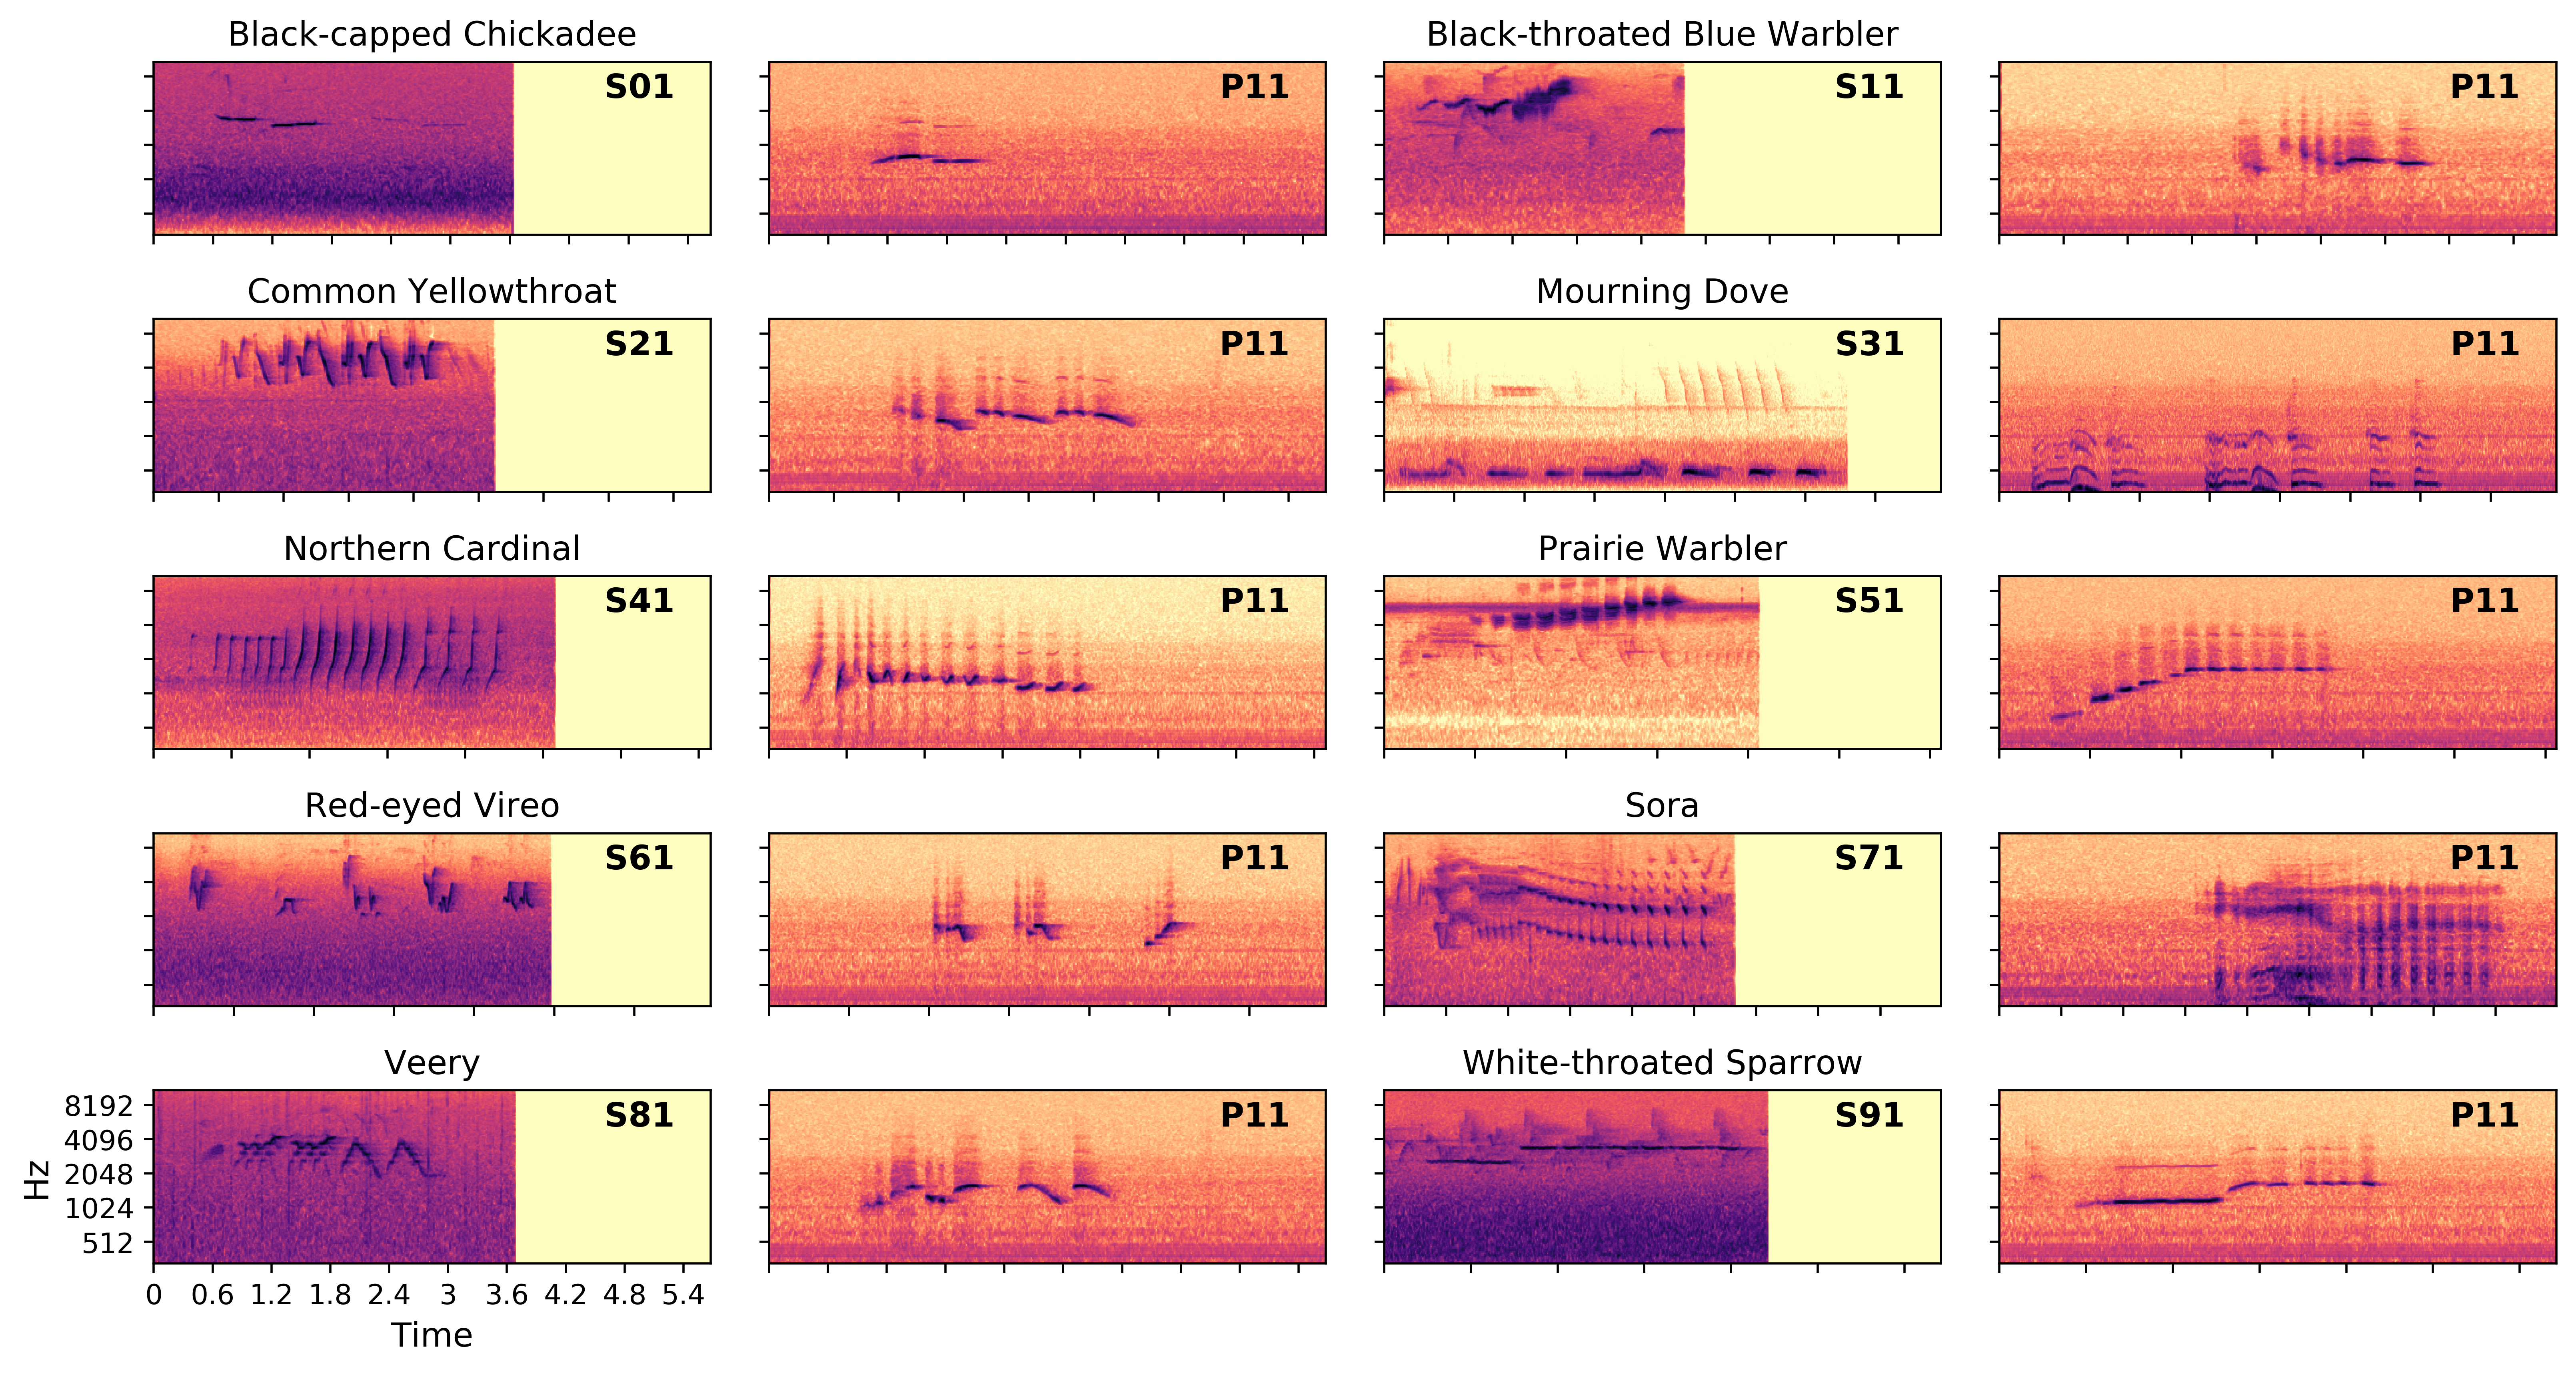 Black-capped Chickadee
Black-throated Blue Warbler
S01
P11
S11
P11
Common Yellowthroat
Mourning Dove
S21
P11
S31
P11
Northern Cardinal
Prairie Warbler
S41
P11
S51
P11
Red-eyed Vireo
Sora
S61
P11
S71
P11
Veery
White-throated Sparrow
S81
P11
S91
P11
8192
4096
2048
1024
512
Hz
0 0.6 1.2 1.8 2.4 3 3.6 4.2 4.8 5.4
Time